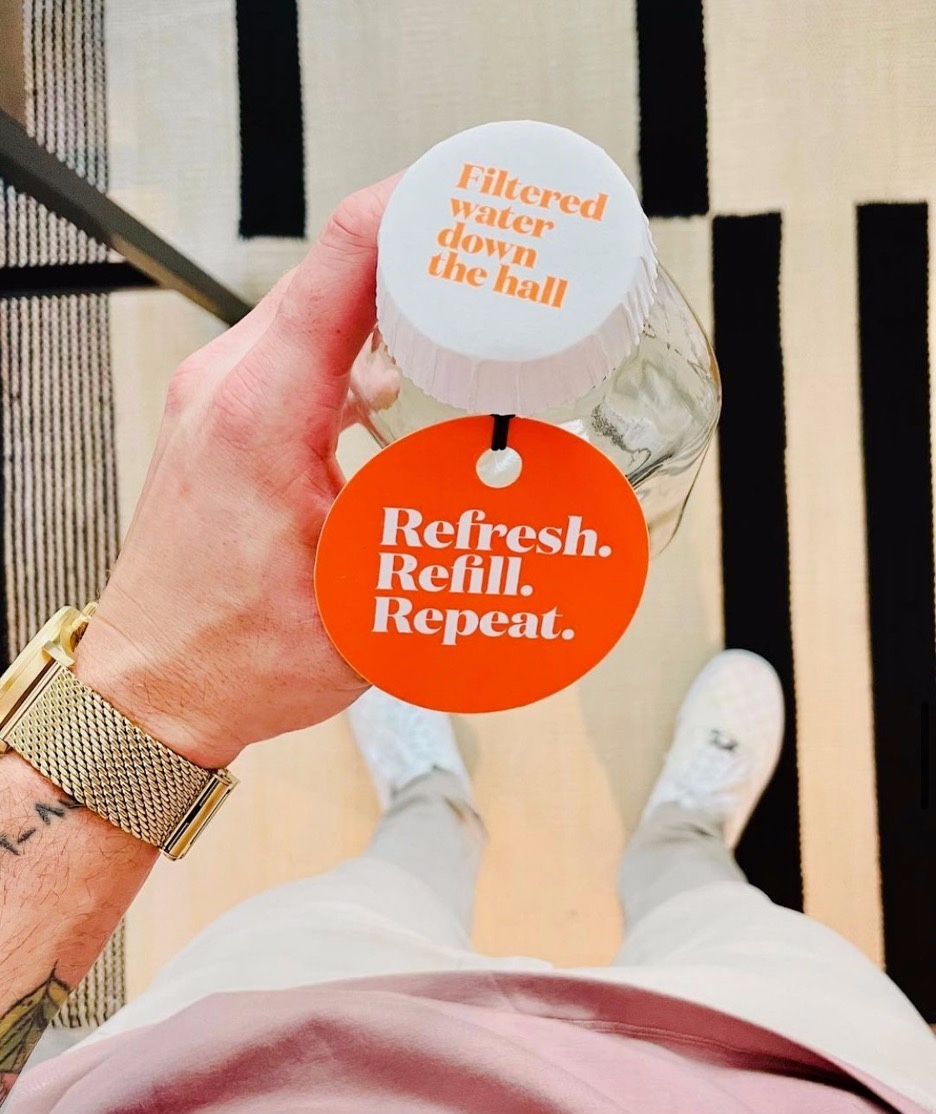 Filtered
water
down
the hall
Refresh.
Refill.
Repeat.